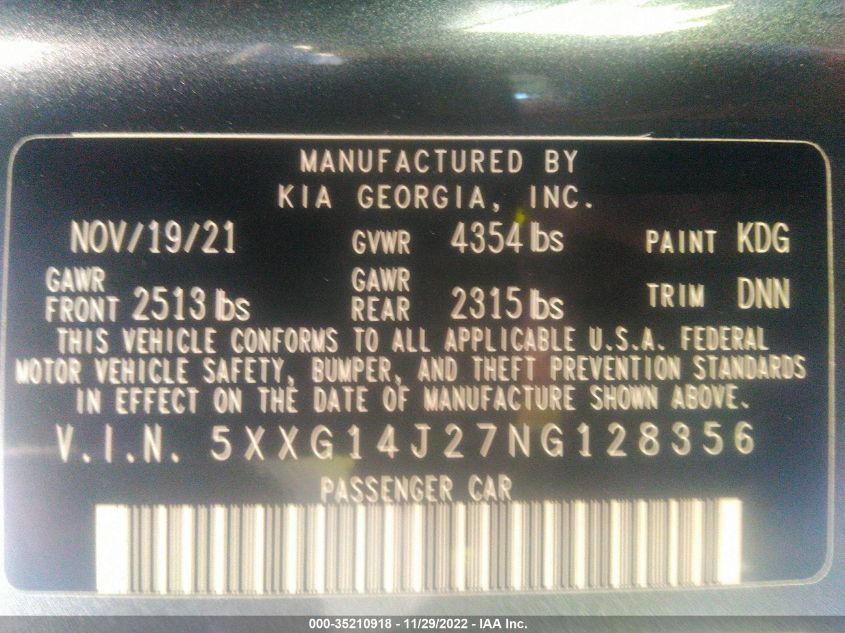 MANUFACTURED BY
KIA GEORGIA, INC.
NOV/19/21 GVWR 4354 lbs PAINT KDG
GAWR FRONT 2513 lbs GAWR REAR 2315 lbs TRIM DNN
THIS VEHICLE CONFORMS TO ALL APPLICABLE U.S.A. FEDERAL
MOTOR VEHICLE SAFETY, BUMPER, AND THEFT PREVENTION STANDARDS
IN EFFECT ON THE DATE OF MANUFACTURE SHOWN ABOVE.
V.I.N. 5XXG14J27NG128356
PASSENGER CAR
000-35210918 - 11/29/2022 - IAA Inc.